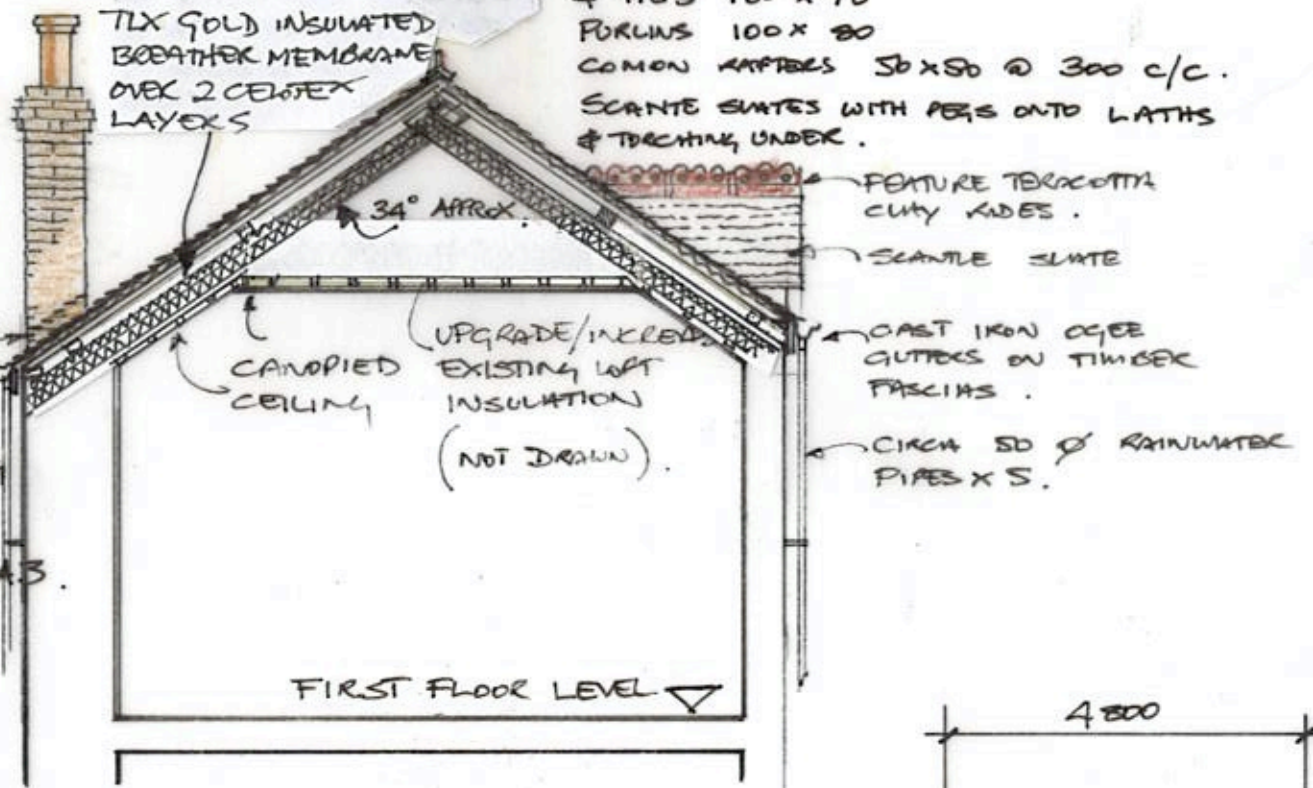 TLX GOLD INSULATED
BREATHER MEMBRANE
OVER 2 CELOTEX
LAYERS
PURLINS 100 x 80
COMON RAFTERS 50 x 50 @ 300 c/c.
SCANTLE SLATES WITH PEGS ONTO LATHS
& TORCHING UNDER.
34° APPROX.
FEATURE TERACOTTA
CLAY RIDES.
SCANTLE SLATE
CANOPIED
CEILING
UPGRADE/INCREAS
EXISTING LOFT
INSULATION
(NOT DRAWN).
CAST IRON OGEE
GUTTERS ON TIMBER
FASCIAS.
CIRCA 50 Ø RAINWATER
PIPES X 5.
FIRST FLOOR LEVEL
4800